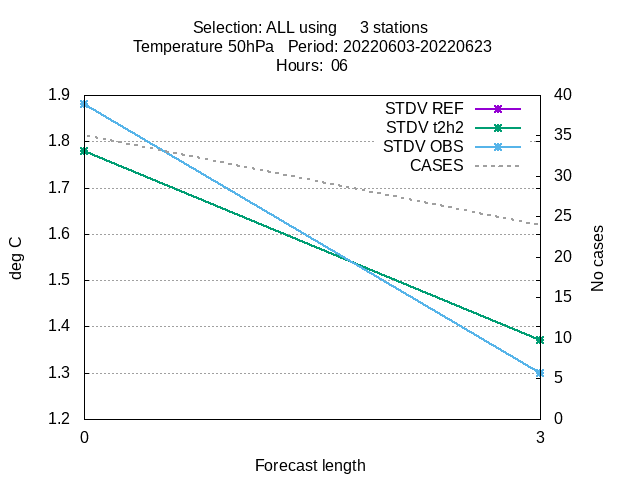 Selection: ALL using 3 stations
Temperature 50hPa Period: 20220603-20220623
Hours: 06
STDV REF
STDV t2h2
STDV OBS
CASES
1.9
1.8
1.7
1.6
1.5
1.4
1.3
1.2
40
35
30
25
20
15
10
5
0
deg C
No cases
0 3
Forecast length